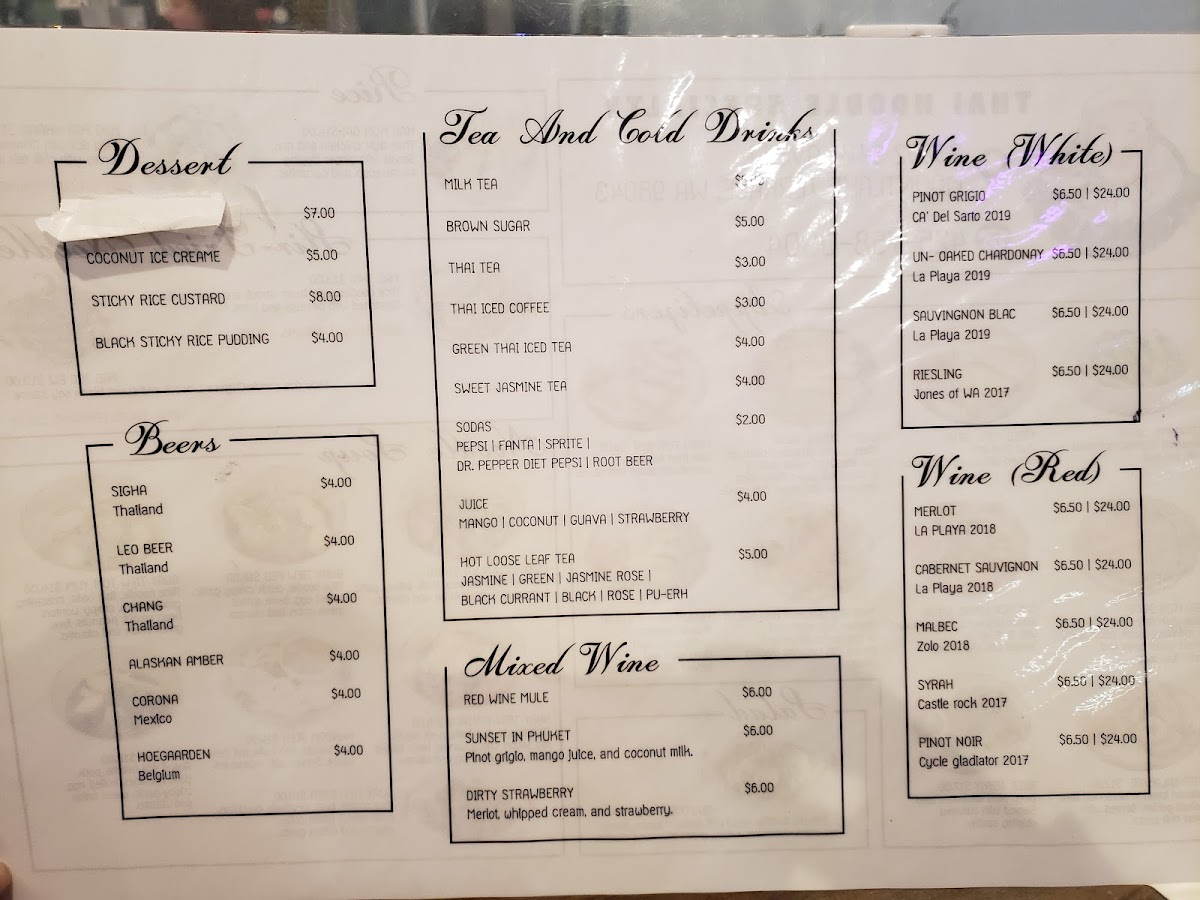 Dessert
$7.00
COCONUT ICE CREAME $5.00
STICKY RICE CUSTARD $8.00
BLACK STICKY RICE PUDDING $4.00
Beers
SIGHA $4.00
Thailand
LEO BEER $4.00
Thailand
CHANG $4.00
Thailand
ALASKAN AMBER $4.00
CORONA $4.00
Mexico
HOEGAARDEN $4.00
Belgium
Tea And Cold Drinks
MILK TEA
BROWN SUGAR $5.00
THAI TEA $3.00
THAI ICED COFFEE $3.00
GREEN THAI ICED TEA $4.00
SWEET JASMINE TEA $4.00
SODAS $2.00
PEPSI | FANTA | SPRITE |
DR. PEPPER DIET PEPSI | ROOT BEER
JUICE $4.00
MANGO | COCONUT | GUAVA | STRAWBERRY
HOT LOOSE LEAF TEA $5.00
JASMINE | GREEN | JASMINE ROSE |
BLACK CURRANT | BLACK | ROSE | PU-ERH
Mixed Wine
RED WINE MULE $6.00
SUNSET IN PHUKET $6.00
Pinot grigio, mango juice, and coconut milk.
DIRTY STRAWBERRY $6.00
Merlot, whipped cream, and strawberry.
Wine (White)
PINOT GRIGIO $6.50 | $24.00
CA' Del Sarto 2019
UN- OAKED CHARDONAY $6.50 | $24.00
La Playa 2019
SAUVINGNON BLAC $6.50 | $24.00
La Playa 2019
RIESLING $6.50 | $24.00
Jones of WA 2017
Wine (Red)
MERLOT $6.50 | $24.00
LA PLAYA 2018
CABERNET SAUVIGNON $6.50 | $24.00
La Playa 2018
MALBEC $6.50 | $24.00
Zolo 2018
SYRAH $6.50 | $24.00
Castle rock 2017
PINOT NOIR $6.50 | $24.00
Cycle gladiator 2017